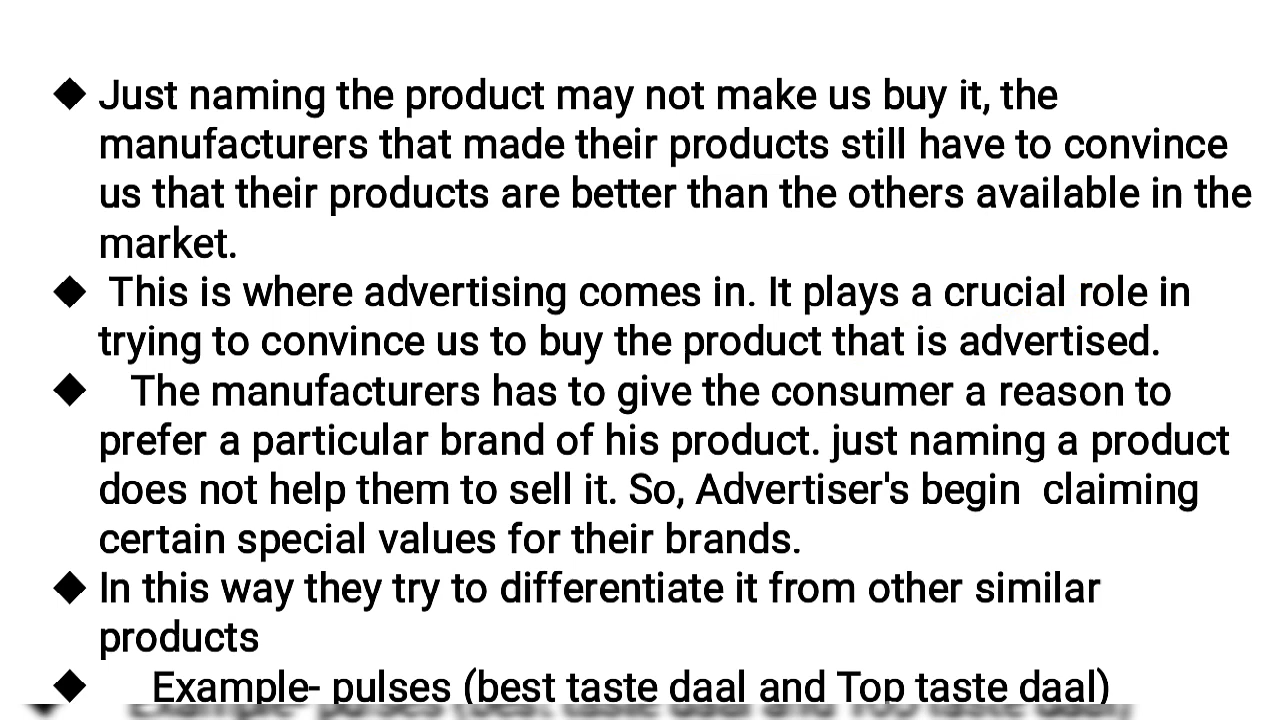 ◆ Just naming the product may not make us buy it, the
manufacturers that made their products still have to convince
us that their products are better than the others available in the
market.
◆ This is where advertising comes in. It plays a crucial role in
trying to convince us to buy the product that is advertised.
◆ The manufacturers has to give the consumer a reason to
prefer a particular brand of his product. just naming a product
does not help them to sell it. So, Advertiser's begin claiming
certain special values for their brands.
◆ In this way they try to differentiate it from other similar
products
◆ Example- pulses (best taste daal and Top taste daal)